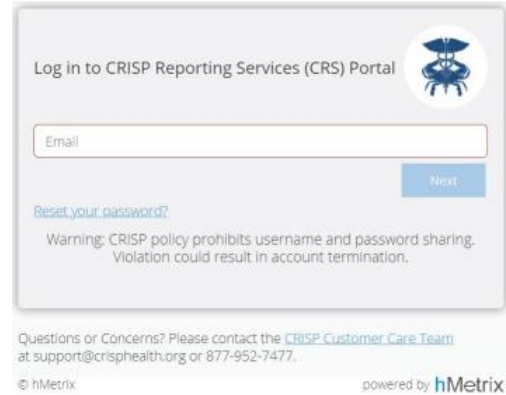 Log in to CRISP Reporting Services (CRS) Portal
Email
Next
Reset your password?
Warning: CRISP policy prohibits username and password sharing.
Violation could result in account termination.
Questions or Concerns? Please contact the CRISP Customer Care Team
at support@crisphealth.org or 877-952-7477.
© hMetrix
powered by hMetrix